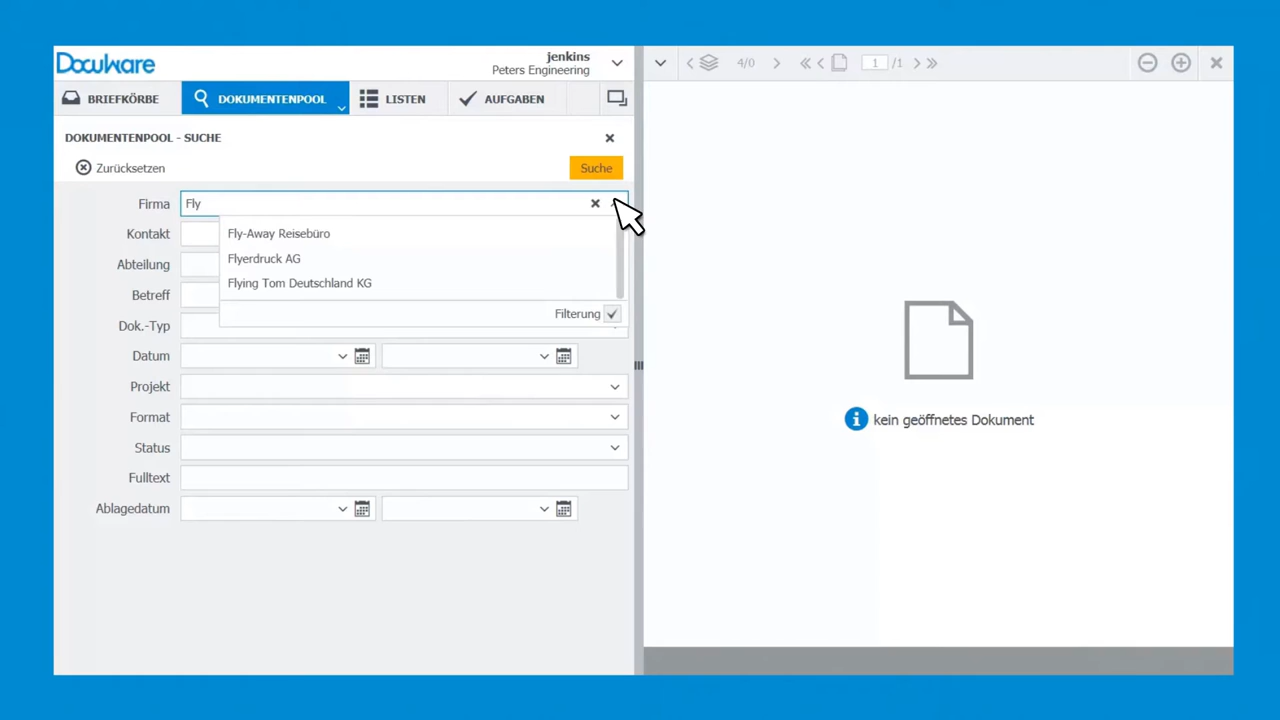 DocuWare
jenkins
Peters Engineering
4/0
1 /1
BRIEFKÖRBE
DOKUMENTENPOOL
LISTEN
AUFGABEN
DOKUMENTENPOOL - SUCHE
Zurücksetzen
Suche
Firma
Fly
Fly-Away Reisebüro
Flyerdruck AG
Flying Tom Deutschland KG
Filterung
Kontakt
Abteilung
Betreff
Dok.-Typ
Datum
Projekt
Format
Status
Fulltext
Ablagedatum
kein geöffnetes Dokument